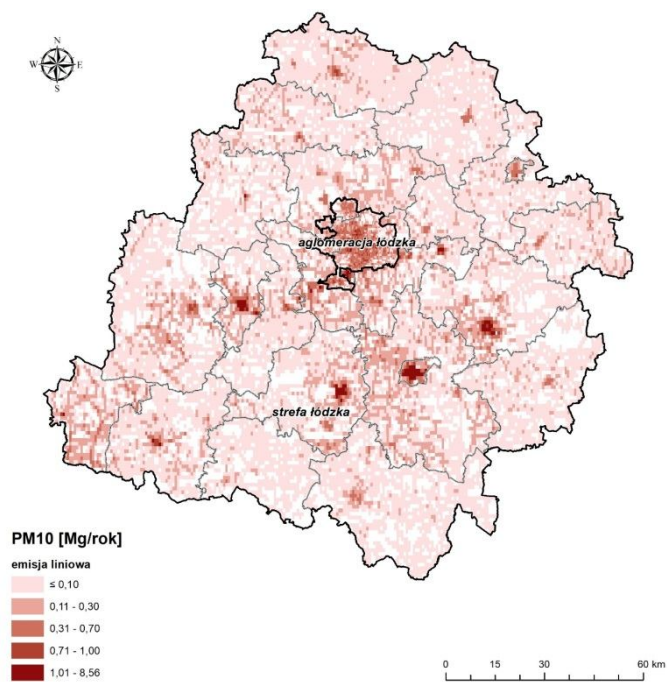 N
W E
S
aglomeracja łódzka
strefa łódzka
PM10 [Mg/rok]
emisja liniowa
≤ 0,10
0,11 - 0,30
0,31 - 0,70
0,71 - 1,00
1,01 - 8,56
0 15 30 60 km